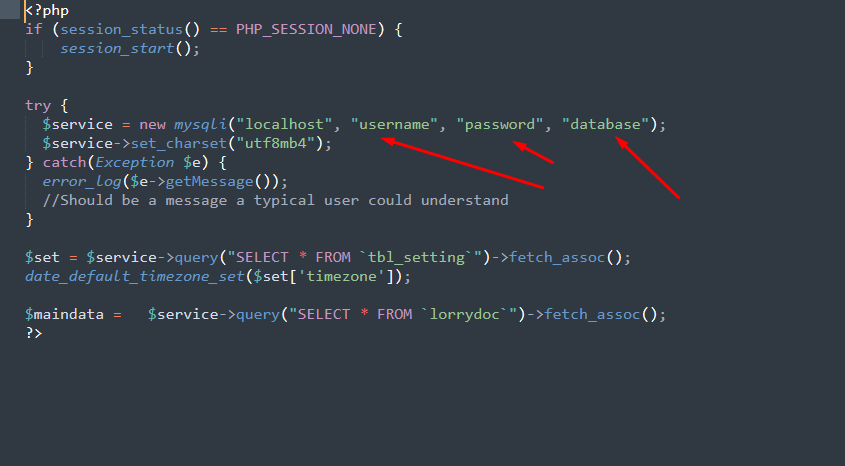 <?php
if (session_status() == PHP_SESSION_NONE) {
    session_start();
}

try {
  $service = new mysqli("localhost", "username", "password", "database");
  $service->set_charset("utf8mb4");
} catch(Exception $e) {
  error_log($e->getMessage());
  //Should be a message a typical user could understand
}

$set = $service->query("SELECT * FROM `tbl_setting`")->fetch_assoc();
date_default_timezone_set($set['timezone']);

$maindata =   $service->query("SELECT * FROM `lorrydoc`")->fetch_assoc();
?>